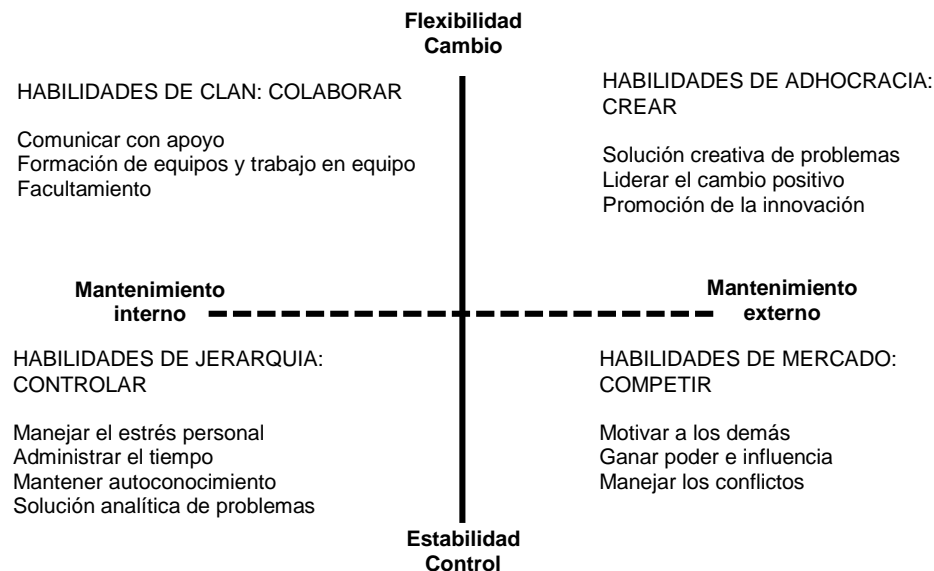 Flexibilidad
Cambio
HABILIDADES DE CLAN: COLABORAR
Comunicar con apoyo
Formación de equipos y trabajo en equipo
Facultamiento
HABILIDADES DE ADHOCRACIA:
CREAR
Solución creativa de problemas
Liderar el cambio positivo
Promoción de la innovación
Mantenimiento
interno
Mantenimiento
externo
HABILIDADES DE JERARQUIA:
CONTROLAR
Manejar el estrés personal
Administrar el tiempo
Mantener autoconocimiento
Solución analítica de problemas
HABILIDADES DE MERCADO:
COMPETIR
Motivar a los demás
Ganar poder e influencia
Manejar los conflictos
Estabilidad
Control